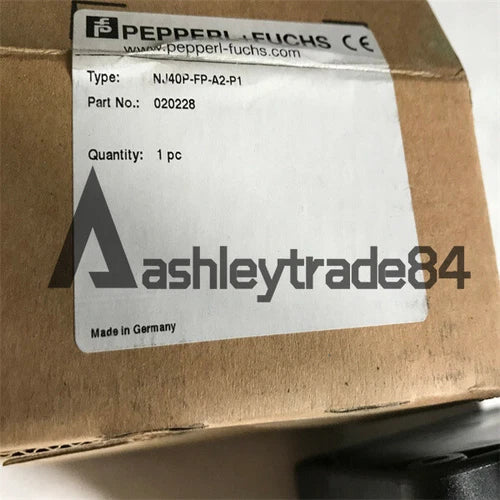 PEPPERL+FUCHS CE
www.pepperl-fuchs.com
Type: NJ40P-FP-A2-P1
Part No.: 020228
Quantity: 1 pc
Aashleytrade84
Made in Germany